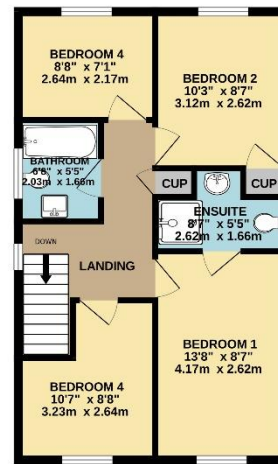 BEDROOM 4
8'8" x 7'1"
2.64m x 2.17m
BEDROOM 2
10'3" x 8'7"
3.12m x 2.62m
BATHROOM
6'8" x 5'5"
2.03m x 1.66m
CUP
CUP
ENSUITE
8'7" x 5'5"
2.62m x 1.66m
DOWN
LANDING
BEDROOM 1
13'8" x 8'7"
4.17m x 2.62m
BEDROOM 4
10'7" x 8'8"
3.23m x 2.64m